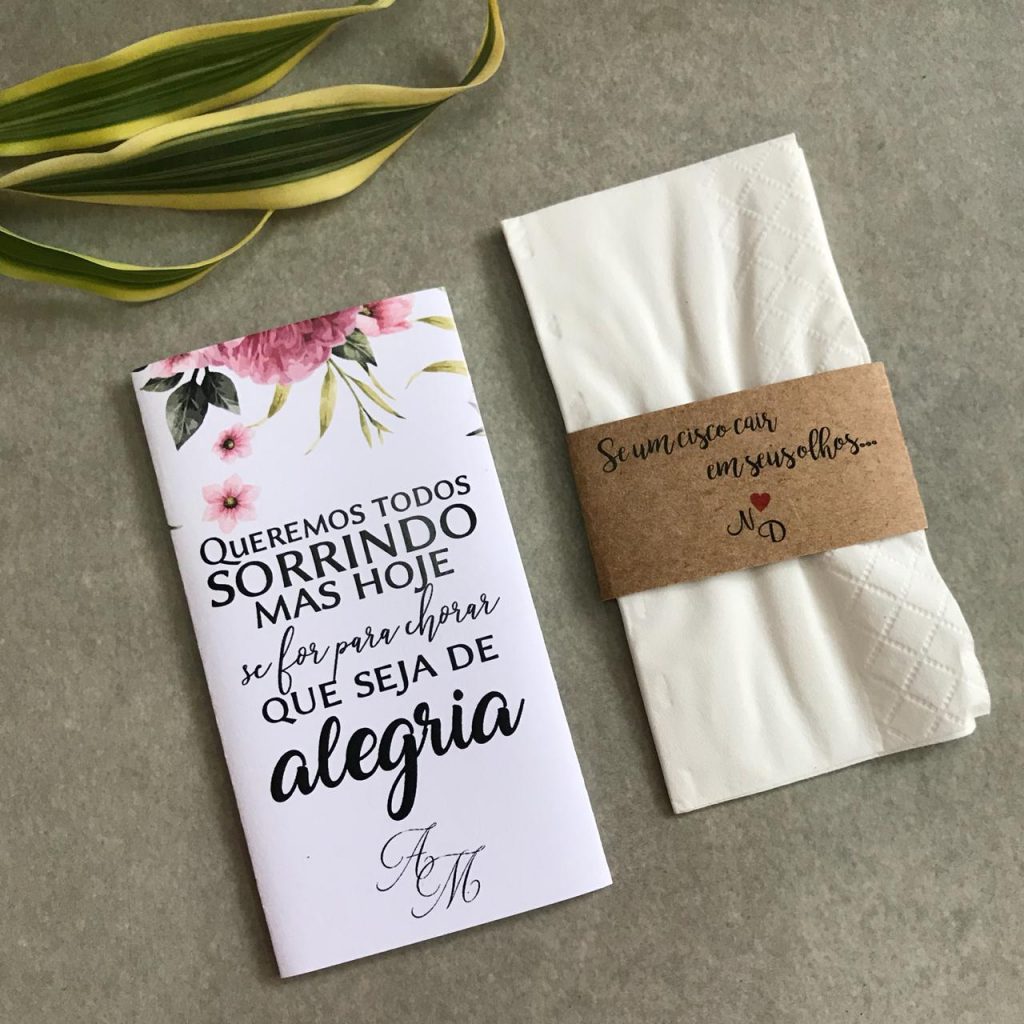 QUEREMOS TODOS
SORRINDO
MAS HOJE
se for para chorar
QUE SEJA DE
alegria
A M
Se um cisco cair
em seus olhos...
N D